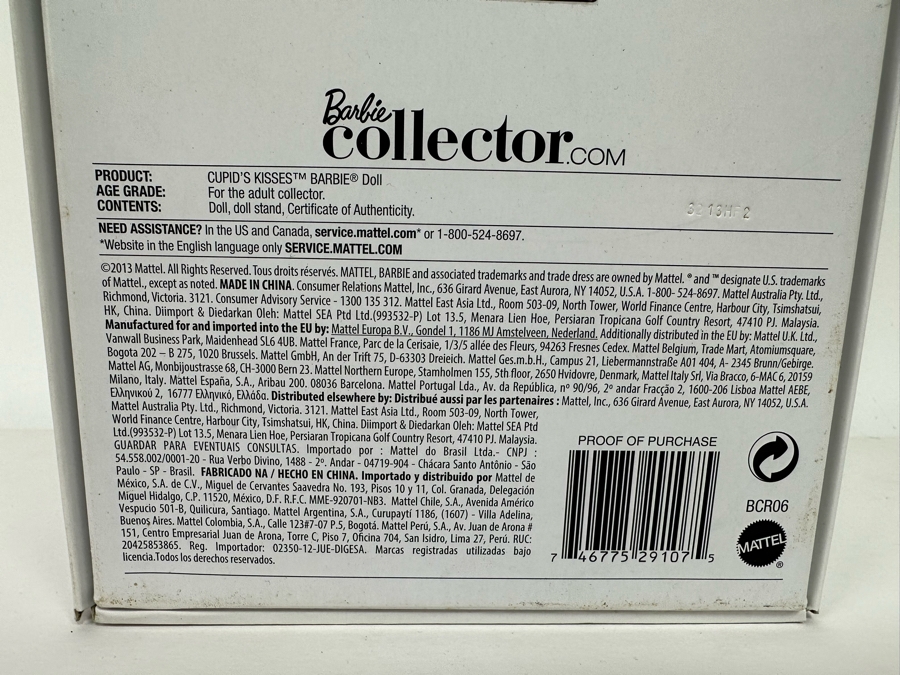 Barbie
collector.COM
PRODUCT: CUPID'S KISSES™ BARBIE® Doll
AGE GRADE: For the adult collector.
CONTENTS: Doll, doll stand, Certificate of Authenticity.
NEED ASSISTANCE? In the US and Canada, service.mattel.com* or 1-800-524-8697.
*Website in the English language only SERVICE.MATTEL.COM
©2013 Mattel. All Rights Reserved. Tous droits réservés. MATTEL, BARBIE and associated trademarks and trade dress are owned by Mattel. ® and ™ designate U.S. trademarks
of Mattel., except as noted. MADE IN CHINA. Consumer Relations Mattel, Inc., 636 Girard Avenue, East Aurora, NY 14052, U.S.A. 1-800- 524-8697. Mattel Australia Pty. Ltd.,
Richmond, Victoria. 3121. Consumer Advisory Service - 1300 135 312. Mattel East Asia Ltd., Room 503-09, North Tower, World Finance Centre, Harbour City, Tsimshatsui,
HK, China. Diimport & Diedarkan Oleh: Mattel SEA Ptd Ltd.(993532-P) Lot 13.5, Menara Lien Hoe, Persiaran Tropicana Golf Country Resort, 47410 PJ. Malaysia.
Manufactured for and imported into the EU by: Mattel Europa B.V., Gondel 1, 1186 MJ Amstelveen, Nederland. Additionally distributed in the EU by: Mattel U.K. Ltd.,
Vanwall Business Park, Maidenhead SL6 4UB. Mattel France, Parc de la Cerisaie, 1/3/5 allée des Fleurs, 94263 Fresnes Cedex. Mattel Belgium, Trade Mart, Atomiumsquare,
Bogota 202 – B 275, 1020 Brussels. Mattel GmbH, An der Trift 75, D-63303 Dreieich. Mattel Ges.m.b.H., Campus 21, Liebermannstraße A01 404, A- 2345 Brunn/Gebirge.
Mattel AG, Monbijoustrasse 68, CH-3000 Bern 23. Mattel Northern Europe, Stamholmen 155, 5th floor, 2650 Hvidovre, Denmark, Mattel Italy Srl, Via Bracco, 6-MAC 6, 20159
Milano, Italy. Mattel España, S.A., Aribau 200. 08036 Barcelona. Mattel Portugal Lda., Av. da República, nº 90/96, 2º andar Fracção 2, 1600-206 Lisboa Mattel AEBE,
Ελληνικού 2, 16777 Ελληνικό, Ελλάδα. Distributed elsewhere by: Distribué aussi par les partenaires : Mattel, Inc., 636 Girard Avenue, East Aurora, NY 14052, U.S.A.
Mattel Australia Pty. Ltd., Richmond, Victoria. 3121. Mattel East Asia Ltd., Room 503-09, North Tower,
World Finance Centre, Harbour City, Tsimshatsui, HK, China. Diimport & Diedarkan Oleh: Mattel SEA Ptd
Ltd.(993532-P) Lot 13.5, Menara Lien Hoe, Persiaran Tropicana Golf Country Resort, 47410 PJ. Malaysia.
GUARDAR PARA EVENTUAIS CONSULTAS. Importado por : Mattel do Brasil Ltda.- CNPJ :
54.558.002/0001-20 - Rua Verbo Divino, 1488 - 2º. Andar - 04719-904 - Chácara Santo Antônio - São
Paulo - SP - Brasil. FABRICADO NA / HECHO EN CHINA. Importado y distribuido por Mattel de
México, S.A. de C.V., Miguel de Cervantes Saavedra No. 193, Pisos 10 y 11, Col. Granada, Delegación
Miguel Hidalgo, C.P. 11520, México, D.F. R.F.C. MME-920701-NB3. Mattel Chile, S.A., Avenida Américo
Vespucio 501-B, Quilicura, Santiago. Mattel Argentina, S.A., Curupaytí 1186, (1607) - Villa Adelina,
Buenos Aires. Mattel Colombia, S.A., Calle 123#7-07 P.5, Bogotá. Mattel Perú, S.A., Av. Juan de Arona #
151, Centro Empresarial Juan de Arona, Torre C, Piso 7, Oficina 704, San Isidro, Lima 27, Perú. RUC:
20425853865. Reg. Importador: 02350-12-JUE-DIGESA. Marcas registradas utilizadas bajo
licencia.Todos los derechos reservados.
PROOF OF PURCHASE
7 46775 29107 5
BCR06
MATTEL®